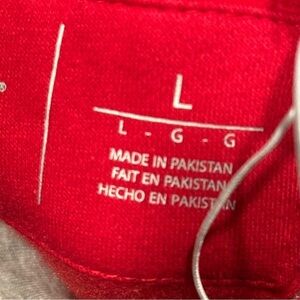 ®
L
L - G - G
MADE IN PAKISTAN
FAIT EN PAKISTAN
HECHO EN PAKISTAN